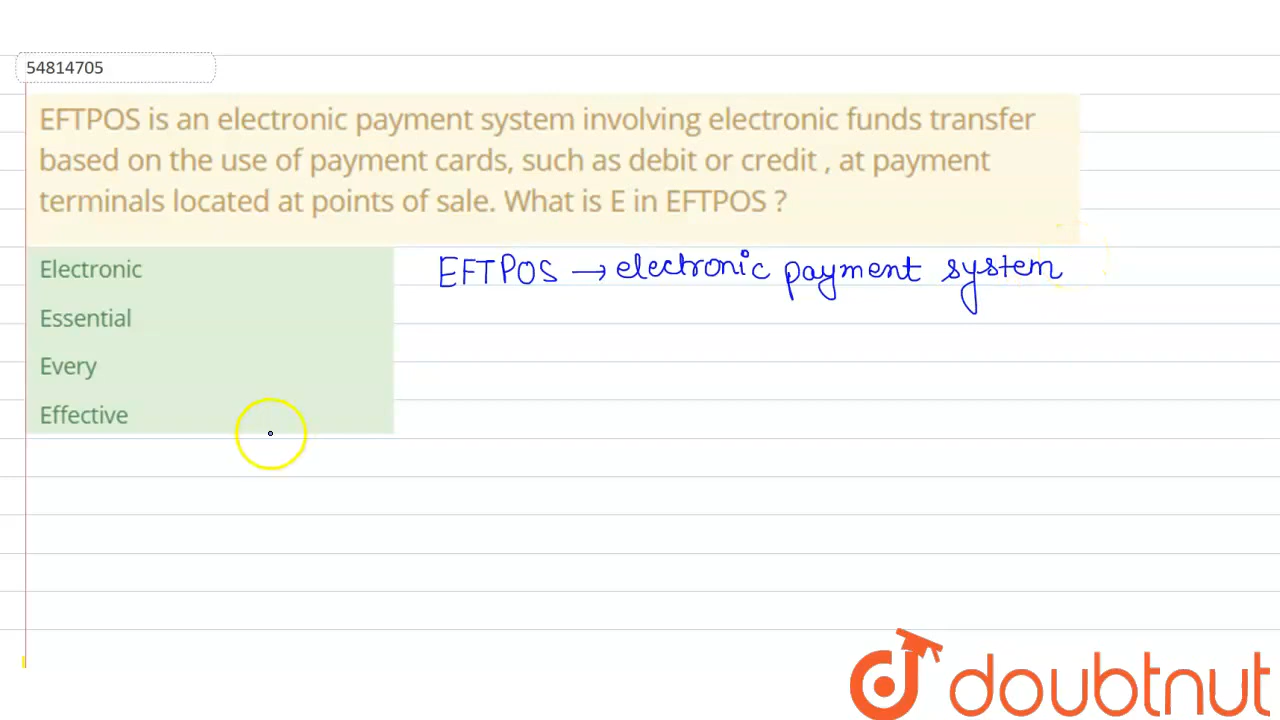 54814705
EFTPOS is an electronic payment system involving electronic funds transfer
based on the use of payment cards, such as debit or credit , at payment
terminals located at points of sale. What is E in EFTPOS ?
Electronic
EFTPOS → electronic payment system
Essential
Every
Effective
doubtnut